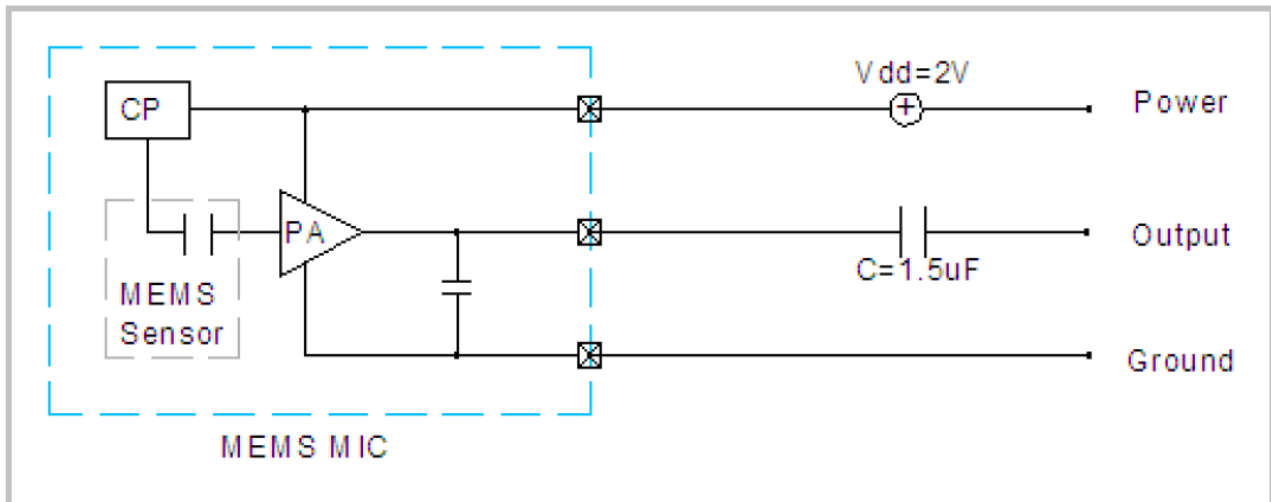 Vdd=2V
Power
CP
PA
Output
C=1.5uF
MEMS
Sensor
Ground
MEMS MIC